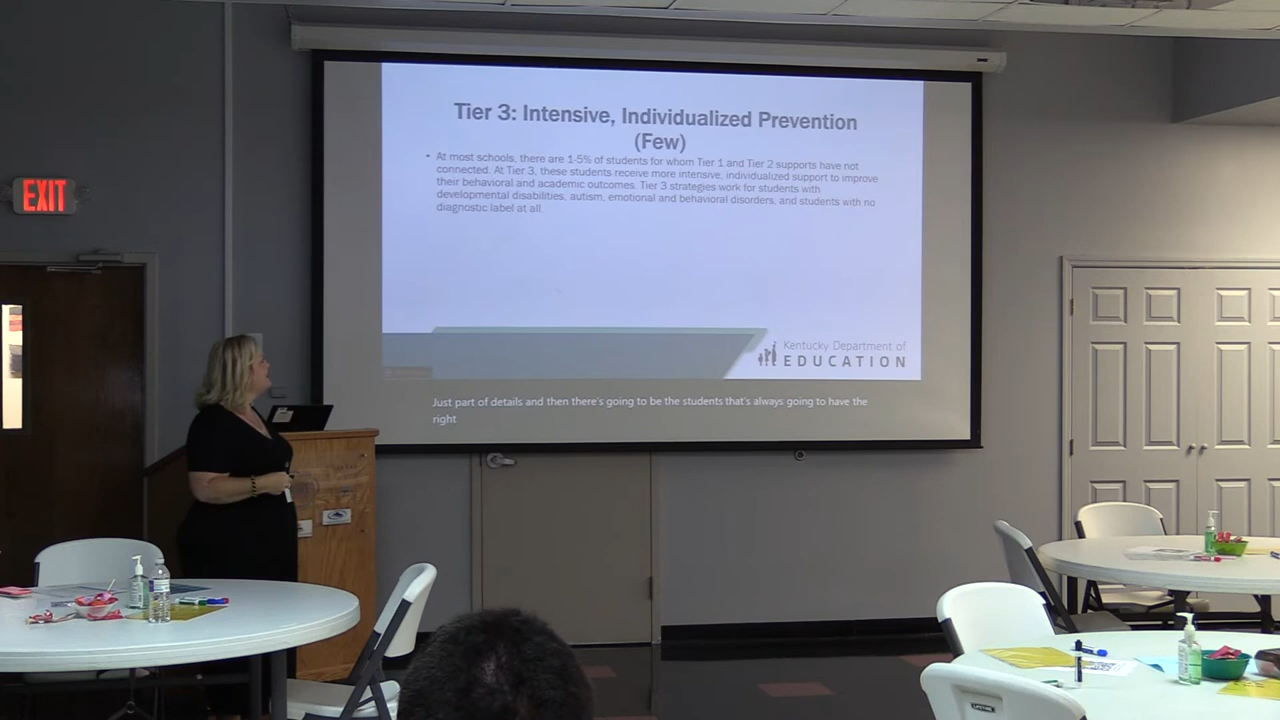 Tier 3: Intensive, Individualized Prevention
(Few)
• At most schools, there are 1-5% of students for whom Tier 1 and Tier 2 supports have not
connected. At Tier 3, these students receive more intensive, individualized support to improve
their behavioral and academic outcomes. Tier 3 strategies work for students with
developmental disabilities, autism, emotional and behavioral disorders, and students with no
diagnostic label at all.
EXIT
Kentucky Department of
EDUCATION
Just part of details and then there's going to be the students that's always going to have the
right
LIFETIME